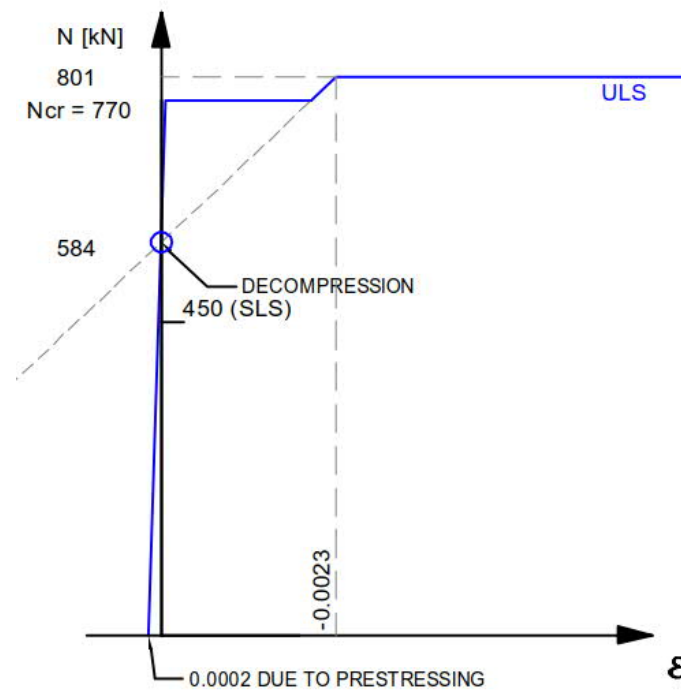 N [kN]
801
Ncr = 770
ULS
584
DECOMPRESSION
450 (SLS)
-0.0023
0.0002 DUE TO PRESTRESSING
ε